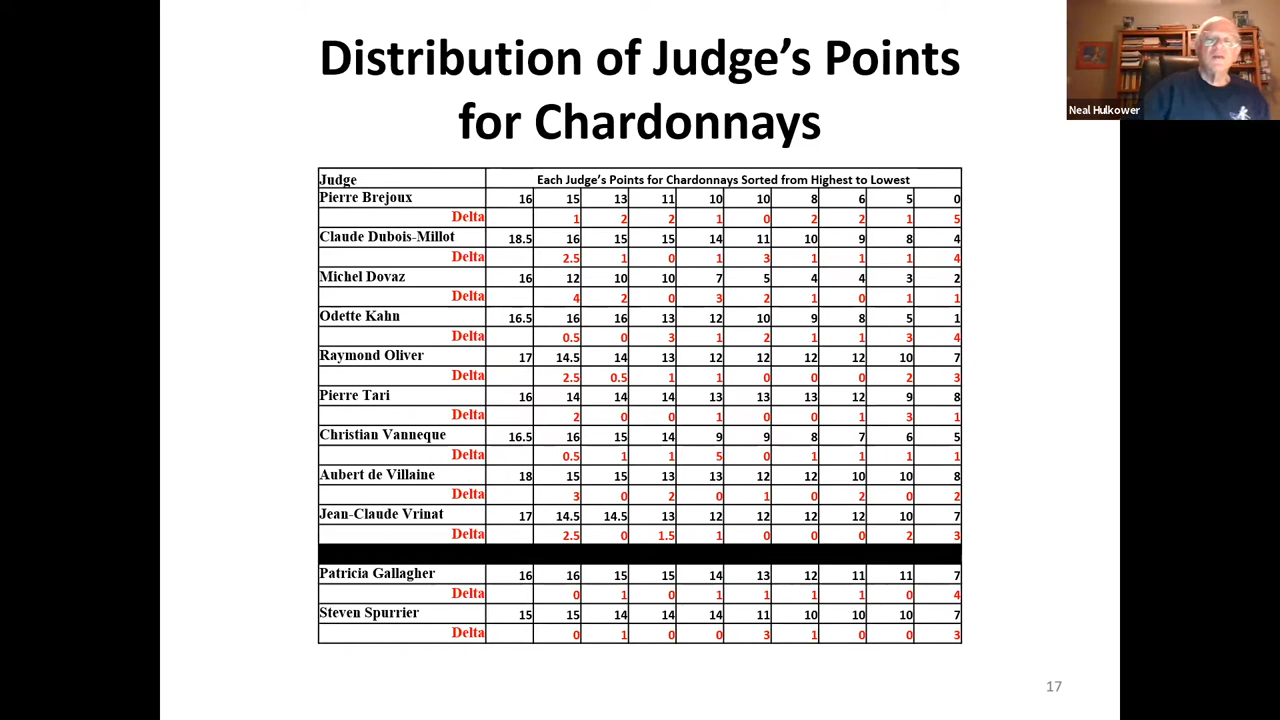 Distribution of Judge's Points
for Chardonnays
Neal Hulkower
Judge Each Judge's Points for Chardonnays Sorted from Highest to Lowest
Pierre Brejoux 16 15 13 11 10 10 8 6 5 0
Delta 1 2 2 1 0 2 2 1 5
Claude Dubois-Millot 18.5 16 15 15 14 11 10 9 8 4
Delta 2.5 1 0 1 3 1 1 1 4
Michel Dovaz 16 12 10 10 7 5 4 4 3 2
Delta 4 2 0 3 2 1 0 1 1
Odette Kahn 16.5 16 16 13 12 10 9 8 5 1
Delta 0.5 0 3 1 2 1 1 3 4
Raymond Oliver 17 14.5 14 13 12 12 12 12 10 7
Delta 2.5 0.5 1 1 0 0 0 2 3
Pierre Tari 16 14 14 14 13 13 13 12 9 8
Delta 2 0 0 1 0 0 1 3 1
Christian Vanneque 16.5 16 15 14 9 9 8 7 6 5
Delta 0.5 1 1 5 0 1 1 1 1
Aubert de Villaine 18 15 15 13 13 12 12 10 10 8
Delta 3 0 2 0 1 0 2 0 2
Jean-Claude Vrinat 17 14.5 14.5 13 12 12 12 12 10 7
Delta 2.5 0 1.5 1 0 0 0 2 3
Patricia Gallagher 16 16 15 15 14 13 12 11 11 7
Delta 0 1 0 1 1 1 1 0 4
Steven Spurrier 15 15 14 14 14 11 10 10 10 7
Delta 0 1 0 0 3 1 0 0 3
17